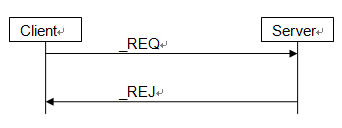 Client
Server
_REQ
_REJ